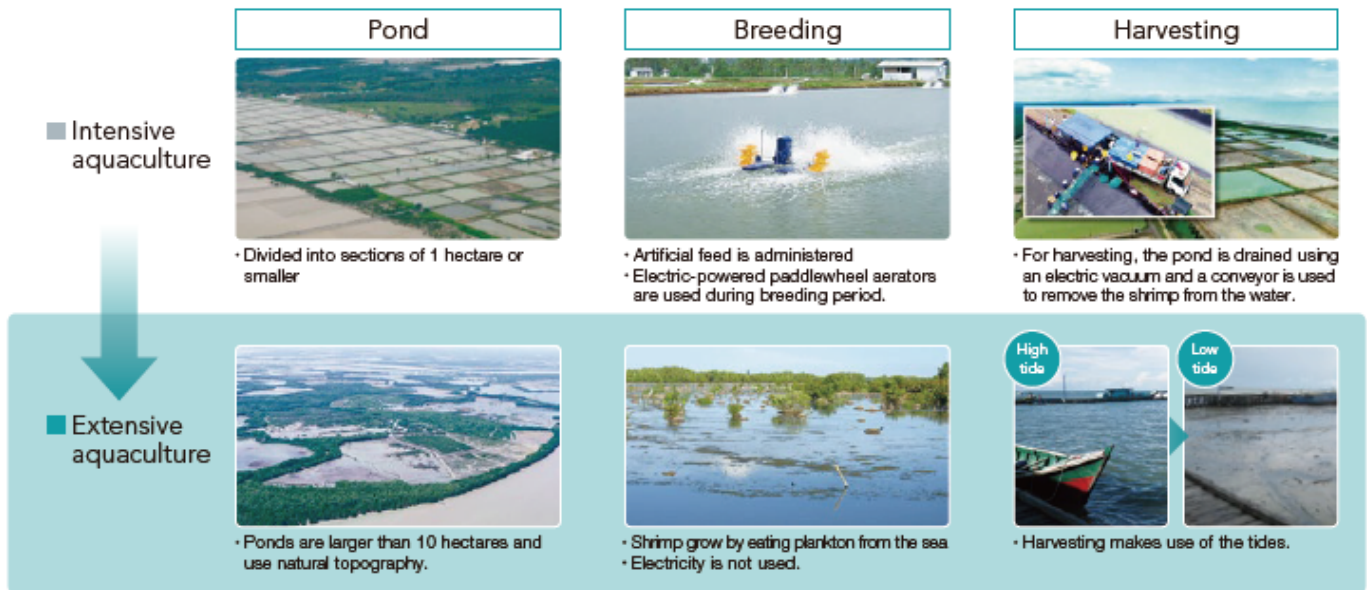 Pond
Breeding
Harvesting
Intensive
aquaculture
・Divided into sections of 1 hectare or
smaller
・Artificial feed is administered
・Electric-powered paddlewheel aerators
are used during breeding period.
・For harvesting, the pond is drained using
an electric vacuum and a conveyor is used
to remove the shrimp from the water.
Extensive
aquaculture
High
tide
Low
tide
・Ponds are larger than 10 hectares and
use natural topography.
・Shrimp grow by eating plankton from the sea
・Electricity is not used.
・Harvesting makes use of the tides.